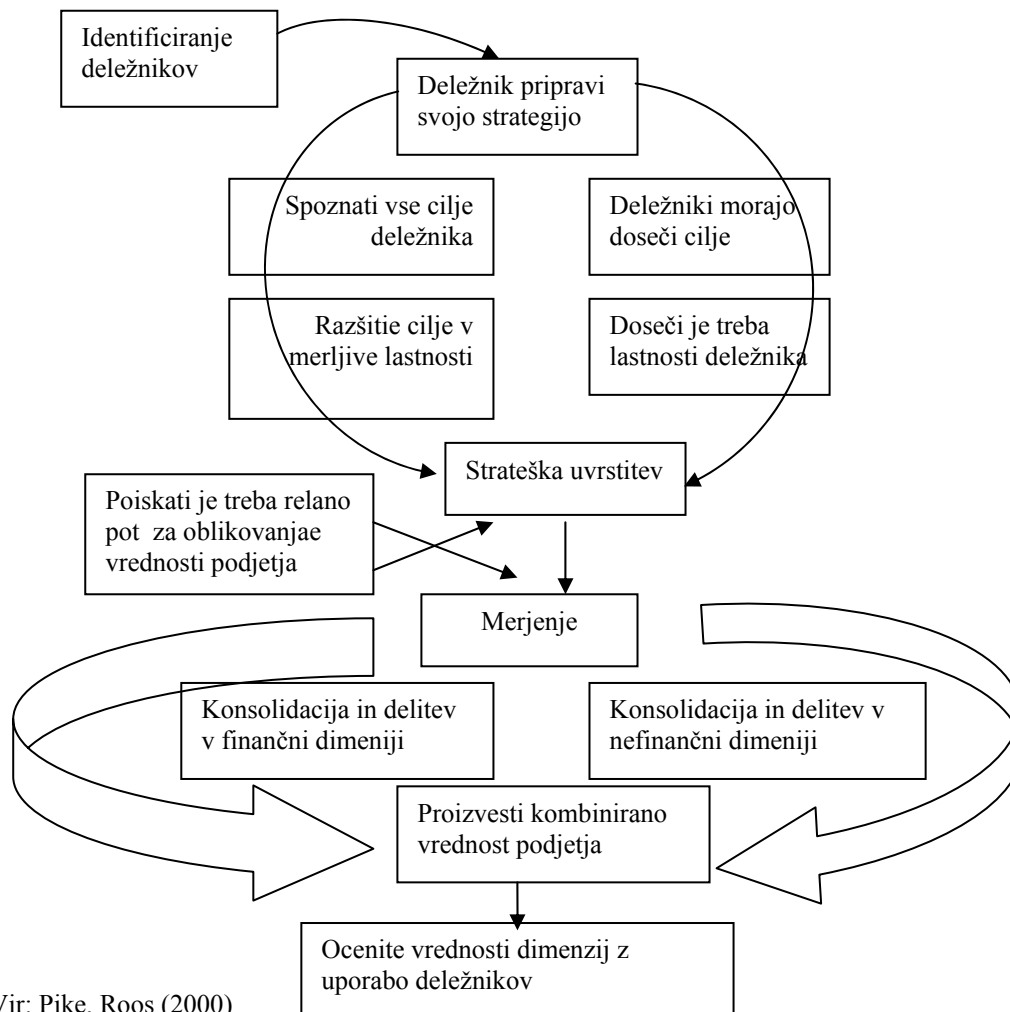 Identificiranje
deležnikov
Deležnik pripravi
svojo strategijo
Spoznati vse cilje
deležnika
Deležniki morajo
doseči cilje
Razšitie cilje v
merljive lastnosti
Doseči je treba
lastnosti deležnika
Strateška uvrstitev
Poiskati je treba relano
pot za oblikovanjae
vrednosti podjetja
Merjenje
Konsolidacija in delitev
v finančni dimeniji
Konsolidacija in delitev v
nefinančni dimeniji
Proizvesti kombinirano
vrednost podjetja
Ocenite vrednosti dimenzij z
uporabo deležnikov
Vir: Pike, Roos (2000)